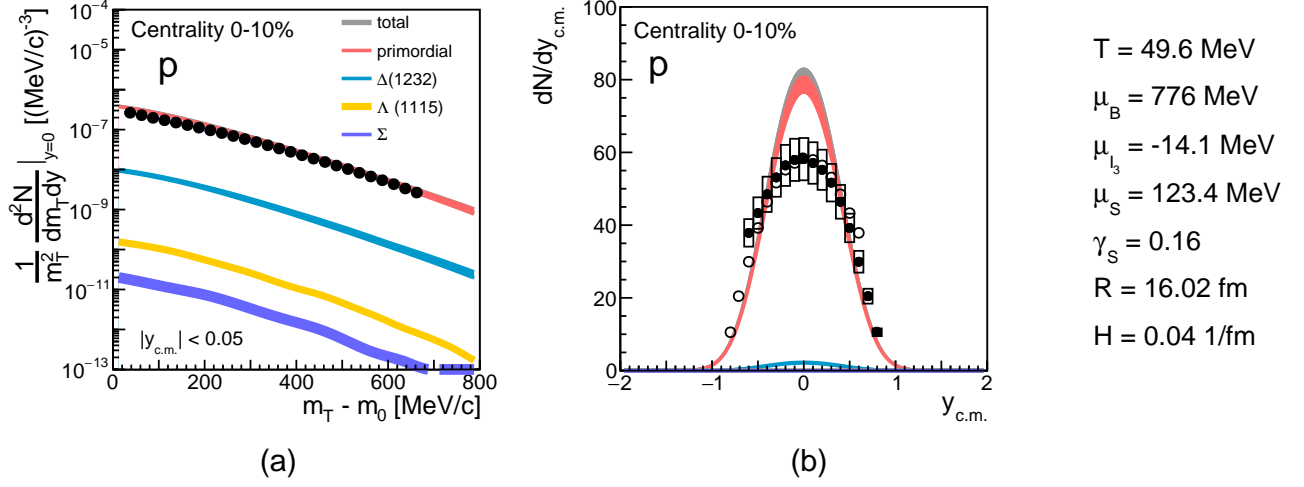 Centrality 0-10%
p
total
primordial
Δ(1232)
Λ (1115)
Σ
|y_c.m.| < 0.05
10^−4
10^−5
10^−7
10^−9
10^−11
10^−13
0 200 400 600 800
m_T - m_0 [MeV/c]
1/m_T^2 d^2N/dm_T dy |_y=0 [(MeV/c)^-3]
(a)
Centrality 0-10%
p
dN/dy_c.m.
100
80
60
40
20
0
−2 −1 0 1 2
y_c.m.
(b)
T = 49.6 MeV
μ_B = 776 MeV
μ_I_3 = -14.1 MeV
μ_S = 123.4 MeV
γ_S = 0.16
R = 16.02 fm
H = 0.04 1/fm